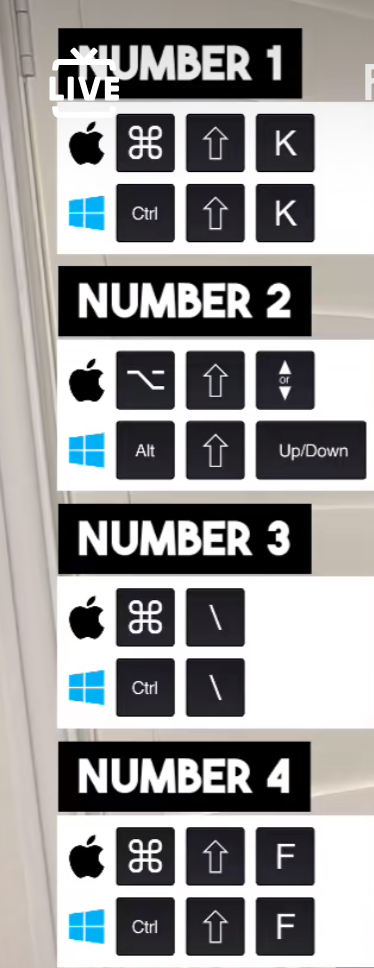 NUMBER 1
LIVE
F
⌘ ⇧ K
Ctrl ⇧ K
NUMBER 2
⌥ ⇧ ▲ or ▼
Alt ⇧ Up/Down
NUMBER 3
⌘ \
Ctrl \
NUMBER 4
⌘ ⇧ F
Ctrl ⇧ F